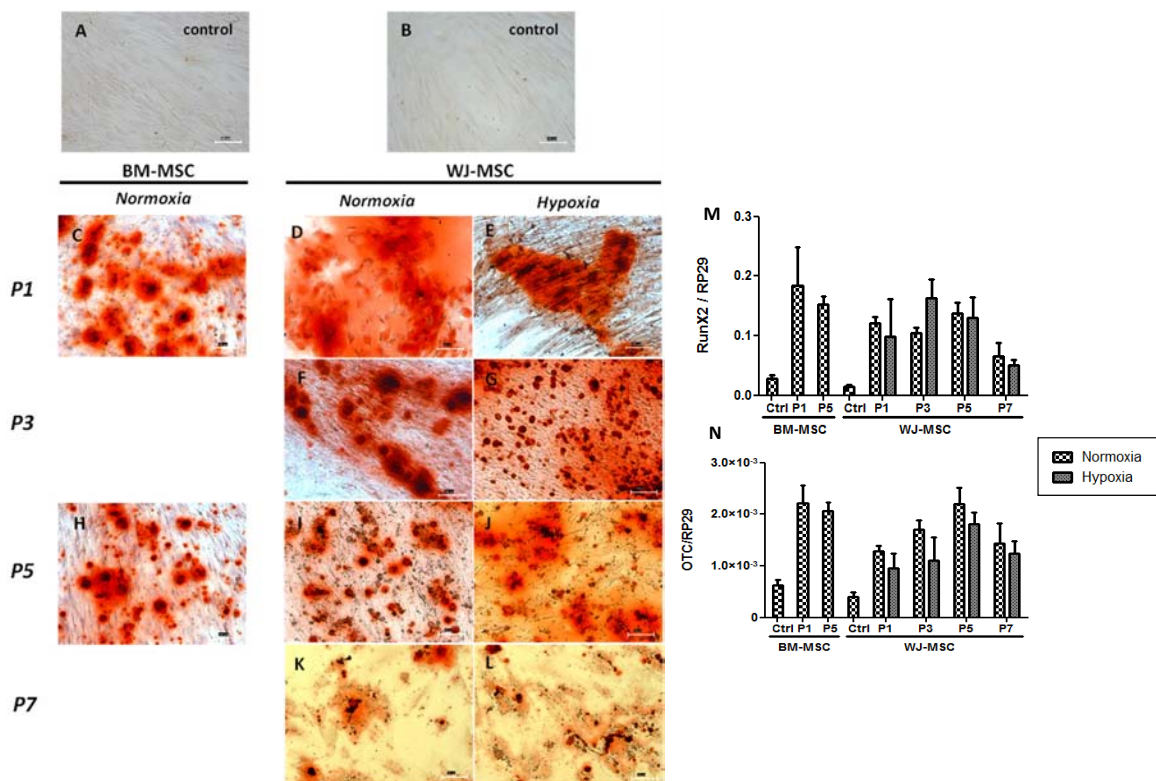 A control
B control
BM-MSC
WJ-MSC
Normoxia
Normoxia
Hypoxia
P1
C
D
E
P3
F
G
P5
H
I
J
P7
K
L
M
RunX2 / RP29
0.3
0.2
0.1
0.0
Ctrl P1 P5 Ctrl P1 P3 P5 P7
BM-MSC WJ-MSC
N
OTC/RP29
3.0×10⁻³
2.0×10⁻³
1.0×10⁻³
0
Ctrl P1 P5 Ctrl P1 P3 P5 P7
BM-MSC WJ-MSC
Normoxia
Hypoxia